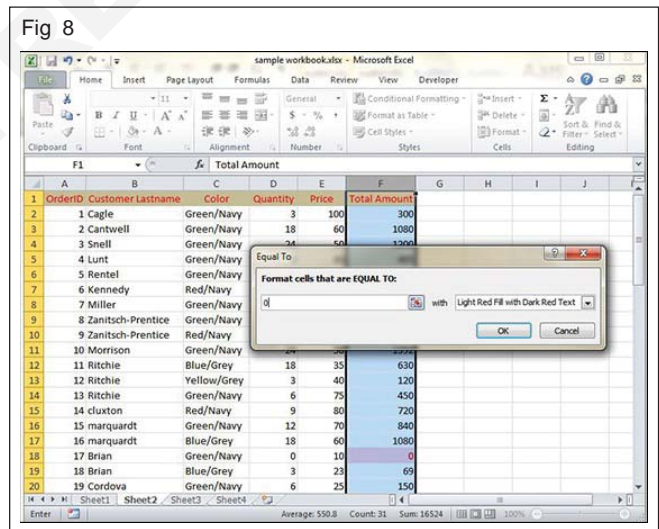 Fig 8
sample workbook.xlsx - Microsoft Excel
File Home Insert Page Layout Formulas Data Review View Developer
11 General Conditional Formatting Insert
Paste B I U A A $ % Format as Table Delete Sort & Find &
A Cell Styles Format Filter Select
Clipboard Font Alignment Number Styles Cells Editing
F1 fx Total Amount
A B C D E F G H I J
1 OrderID Customer Lastname Color Quantity Price Total Amount
2 1 Cagle Green/Navy 3 100 300
3 2 Cantwell Green/Navy 18 60 1080
4 3 Snell Green/Navy 24 50 1200
5 4 Lunt Green/Navy
6 5 Rentel Green/Navy
7 6 Kennedy Red/Navy
8 7 Miller Green/Navy
9 8 Zanitsch-Prentice Green/Navy
10 9 Zanitsch-Prentice Red/Navy
Equal To
Format cells that are EQUAL TO:
0 with Light Red Fill with Dark Red Text
OK Cancel
11 10 Morrison Green/Navy
12 11 Ritchie Blue/Grey 18 35 630
13 12 Ritchie Yellow/Grey 3 40 120
14 13 Ritchie Green/Navy 6 75 450
15 14 cluxton Red/Navy 9 80 720
16 15 marquardt Green/Navy 12 70 840
17 16 marquardt Blue/Grey 18 60 1080
18 17 Brian Green/Navy 0 10 0
19 18 Brian Blue/Grey 3 23 69
20 19 Cordova Green/Navy 6 25 150
Sheet1 Sheet2 Sheet3 Sheet4
Enter Average: 550.8 Count: 31 Sum: 16524 100%